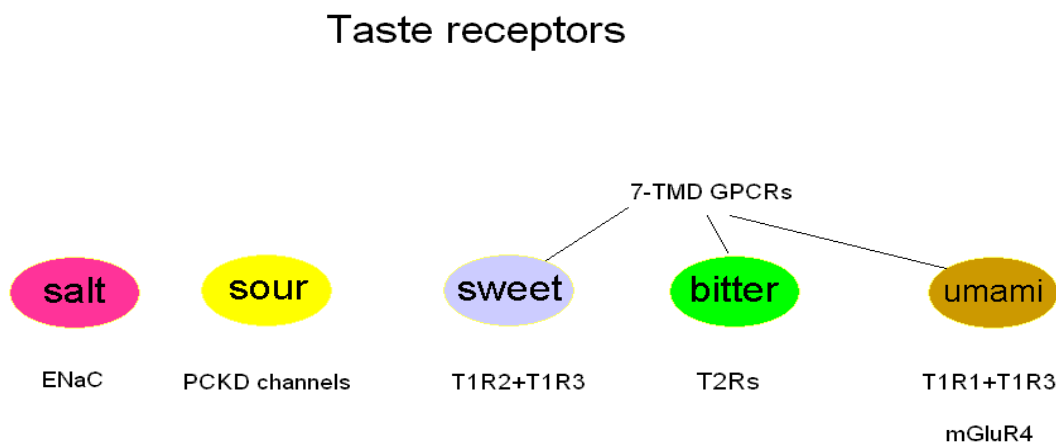 Taste receptors
7-TMD GPCRs
salt
sour
sweet
bitter
umami
ENaC
PCKD channels
T1R2+T1R3
T2Rs
T1R1+T1R3
mGluR4